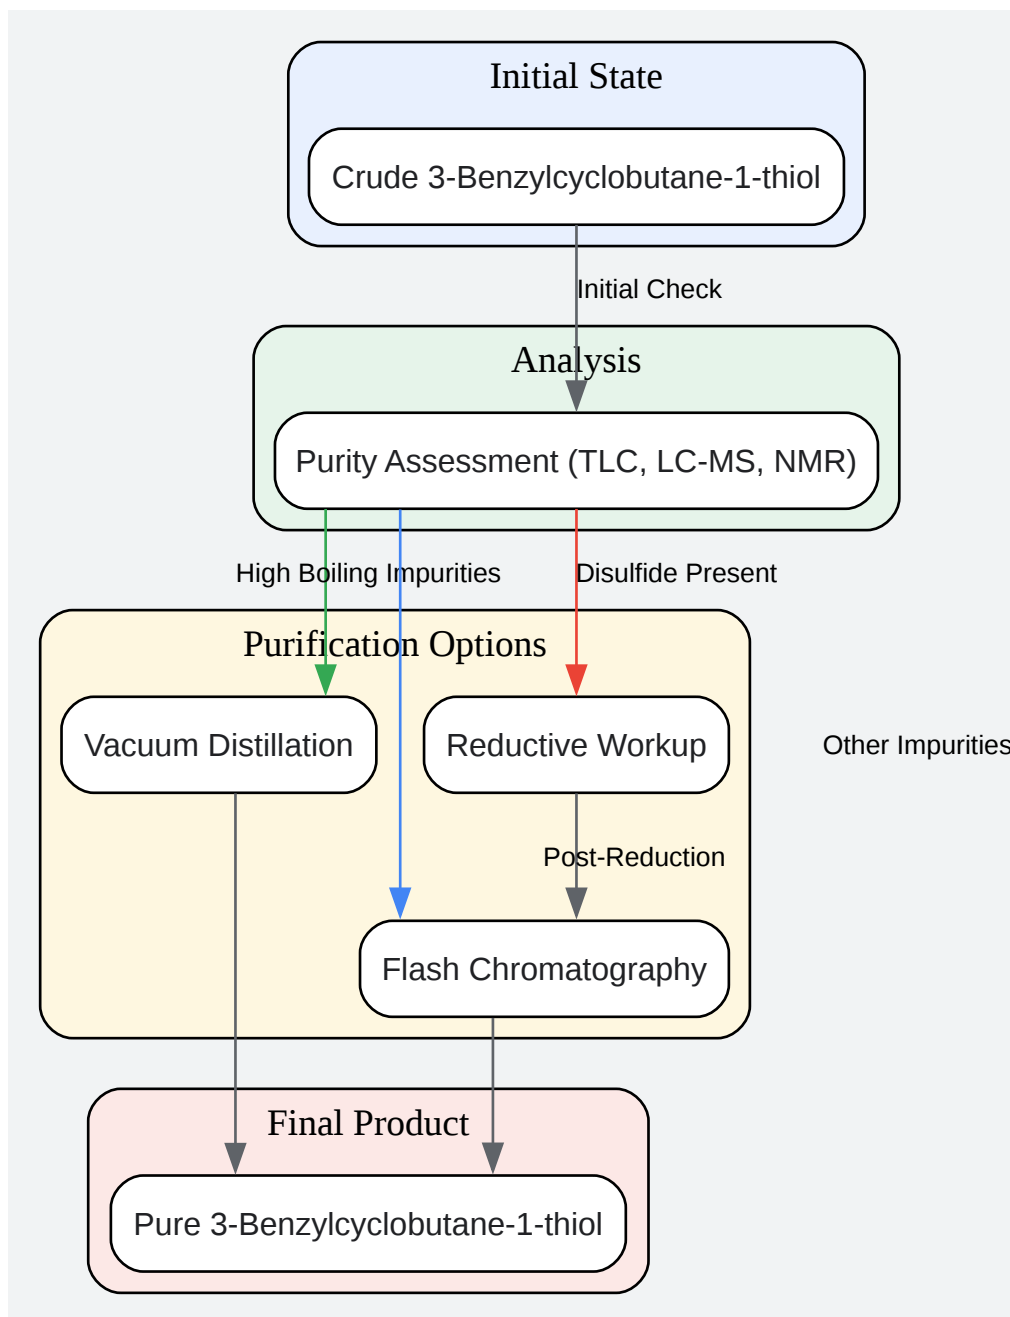 Initial State
Crude 3-Benzylcyclobutane-1-thiol
Initial Check
Analysis
Purity Assessment (TLC, LC-MS, NMR)
High Boiling Impurities
Disulfide Present
Purification Options
Vacuum Distillation
Reductive Workup
Other Impurities
Post-Reduction
Flash Chromatography
Final Product
Pure 3-Benzylcyclobutane-1-thiol